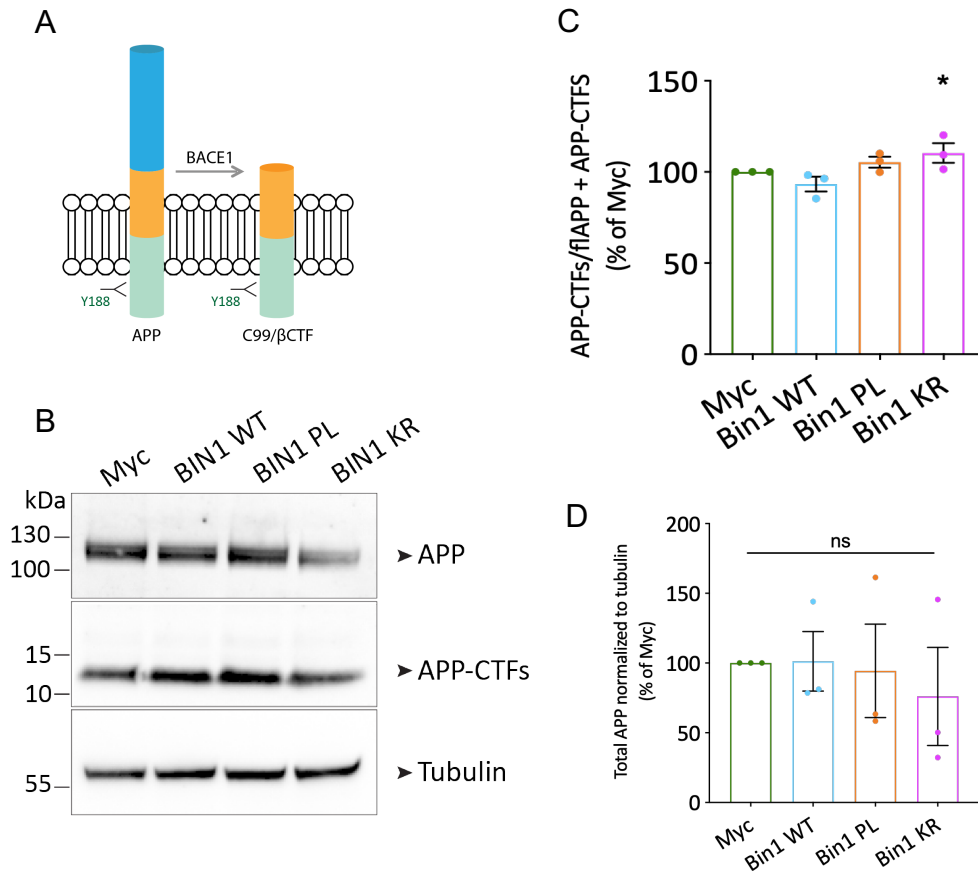 A
BACE1
Y188
Y188
APP
C99/βCTF
B
Myc
BIN1 WT
BIN1 PL
BIN1 KR
kDa
130
100
APP
15
10
APP-CTFs
55
Tubulin
C
APP-CTFs/flAPP + APP-CTFS
(% of Myc)
150
100
50
0
*
Myc
Bin1 WT
Bin1 PL
Bin1 KR
D
Total APP normalized to tubulin
(% of Myc)
200
150
100
50
0
ns
Myc
Bin1 WT
Bin1 PL
Bin1 KR